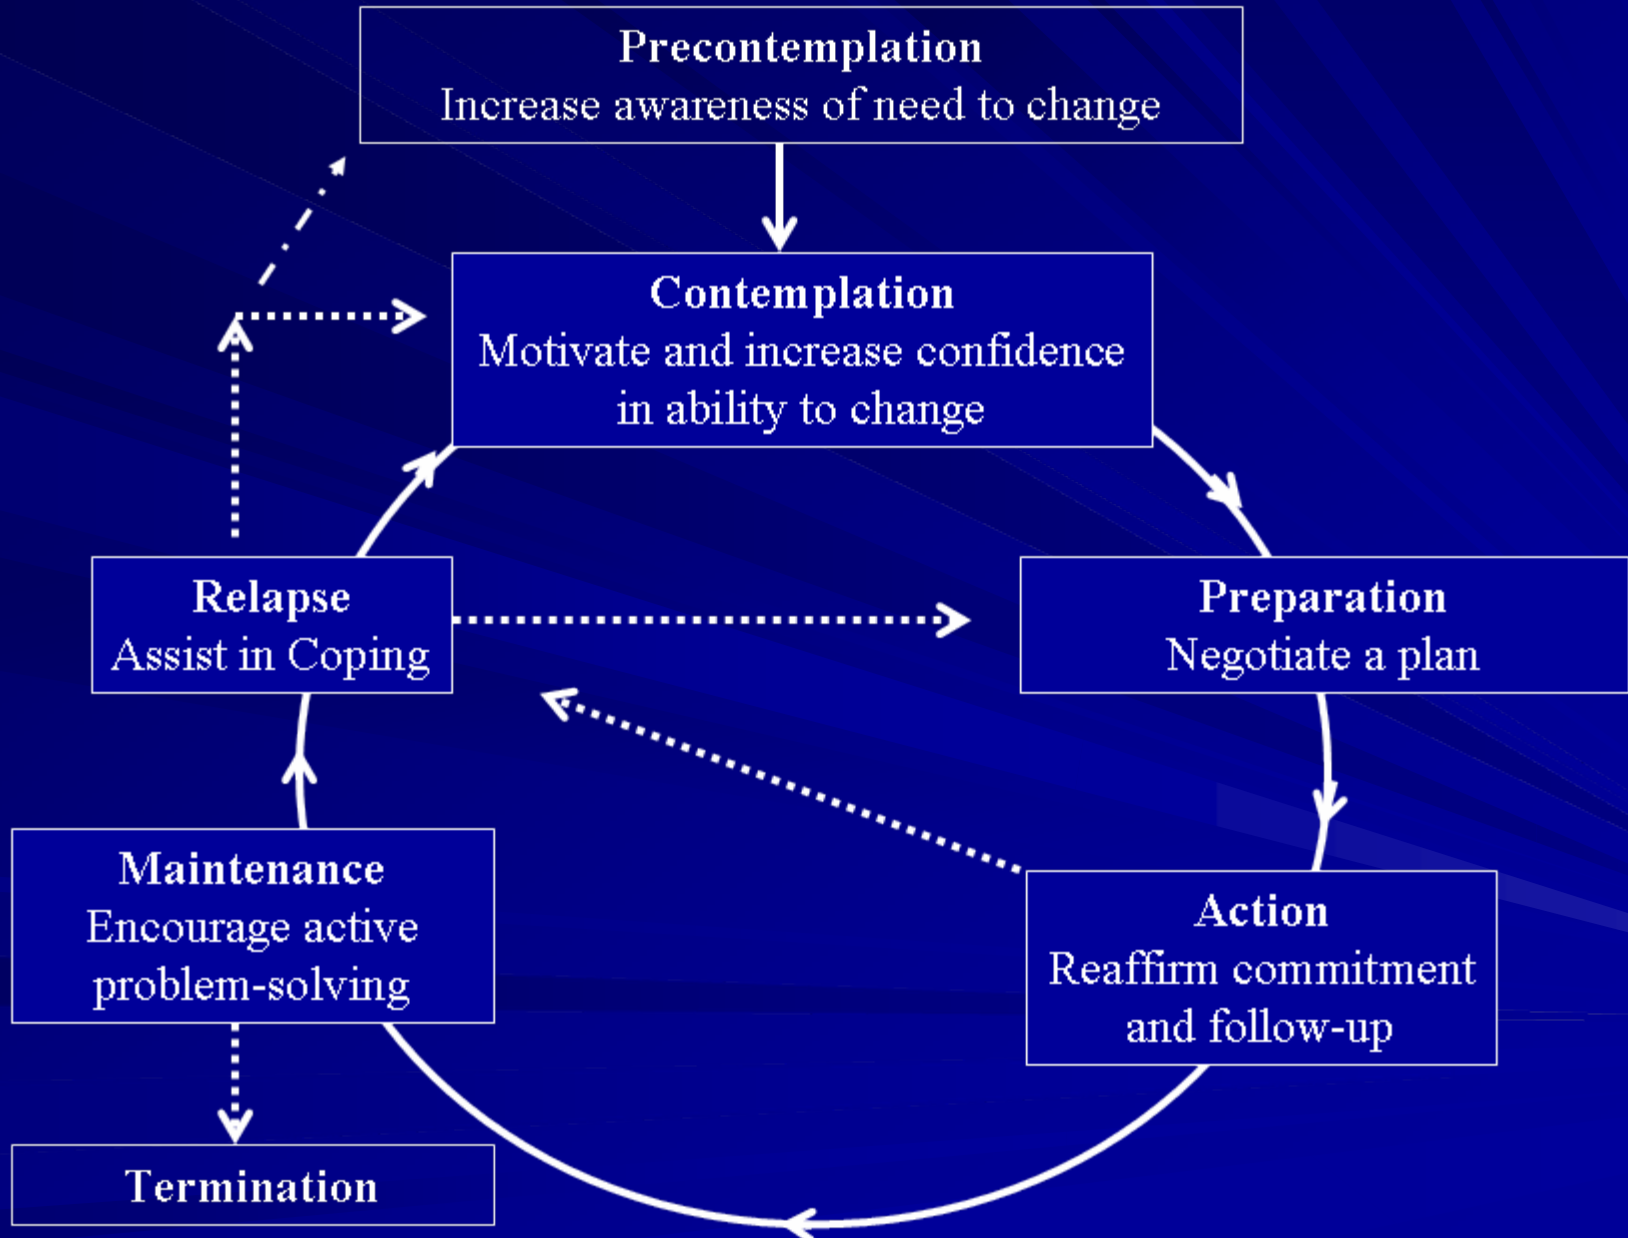 Precontemplation
Increase awareness of need to change
Contemplation
Motivate and increase confidence
in ability to change
Relapse
Assist in Coping
Preparation
Negotiate a plan
Maintenance
Encourage active
problem-solving
Action
Reaffirm commitment
and follow-up
Termination